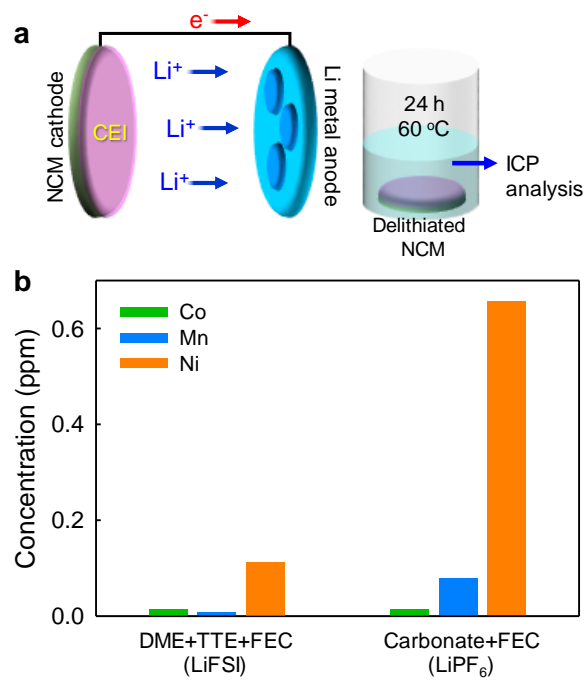 a
e⁻
NCM cathode
CEI
Li⁺
Li⁺
Li⁺
Li metal anode
24 h
60 ºC
ICP
analysis
Delithiated
NCM
b
Concentration (ppm)
0.6
0.4
0.2
0.0
Co
Mn
Ni
DME+TTE+FEC
(LiFSI)
Carbonate+FEC
(LiPF₆)